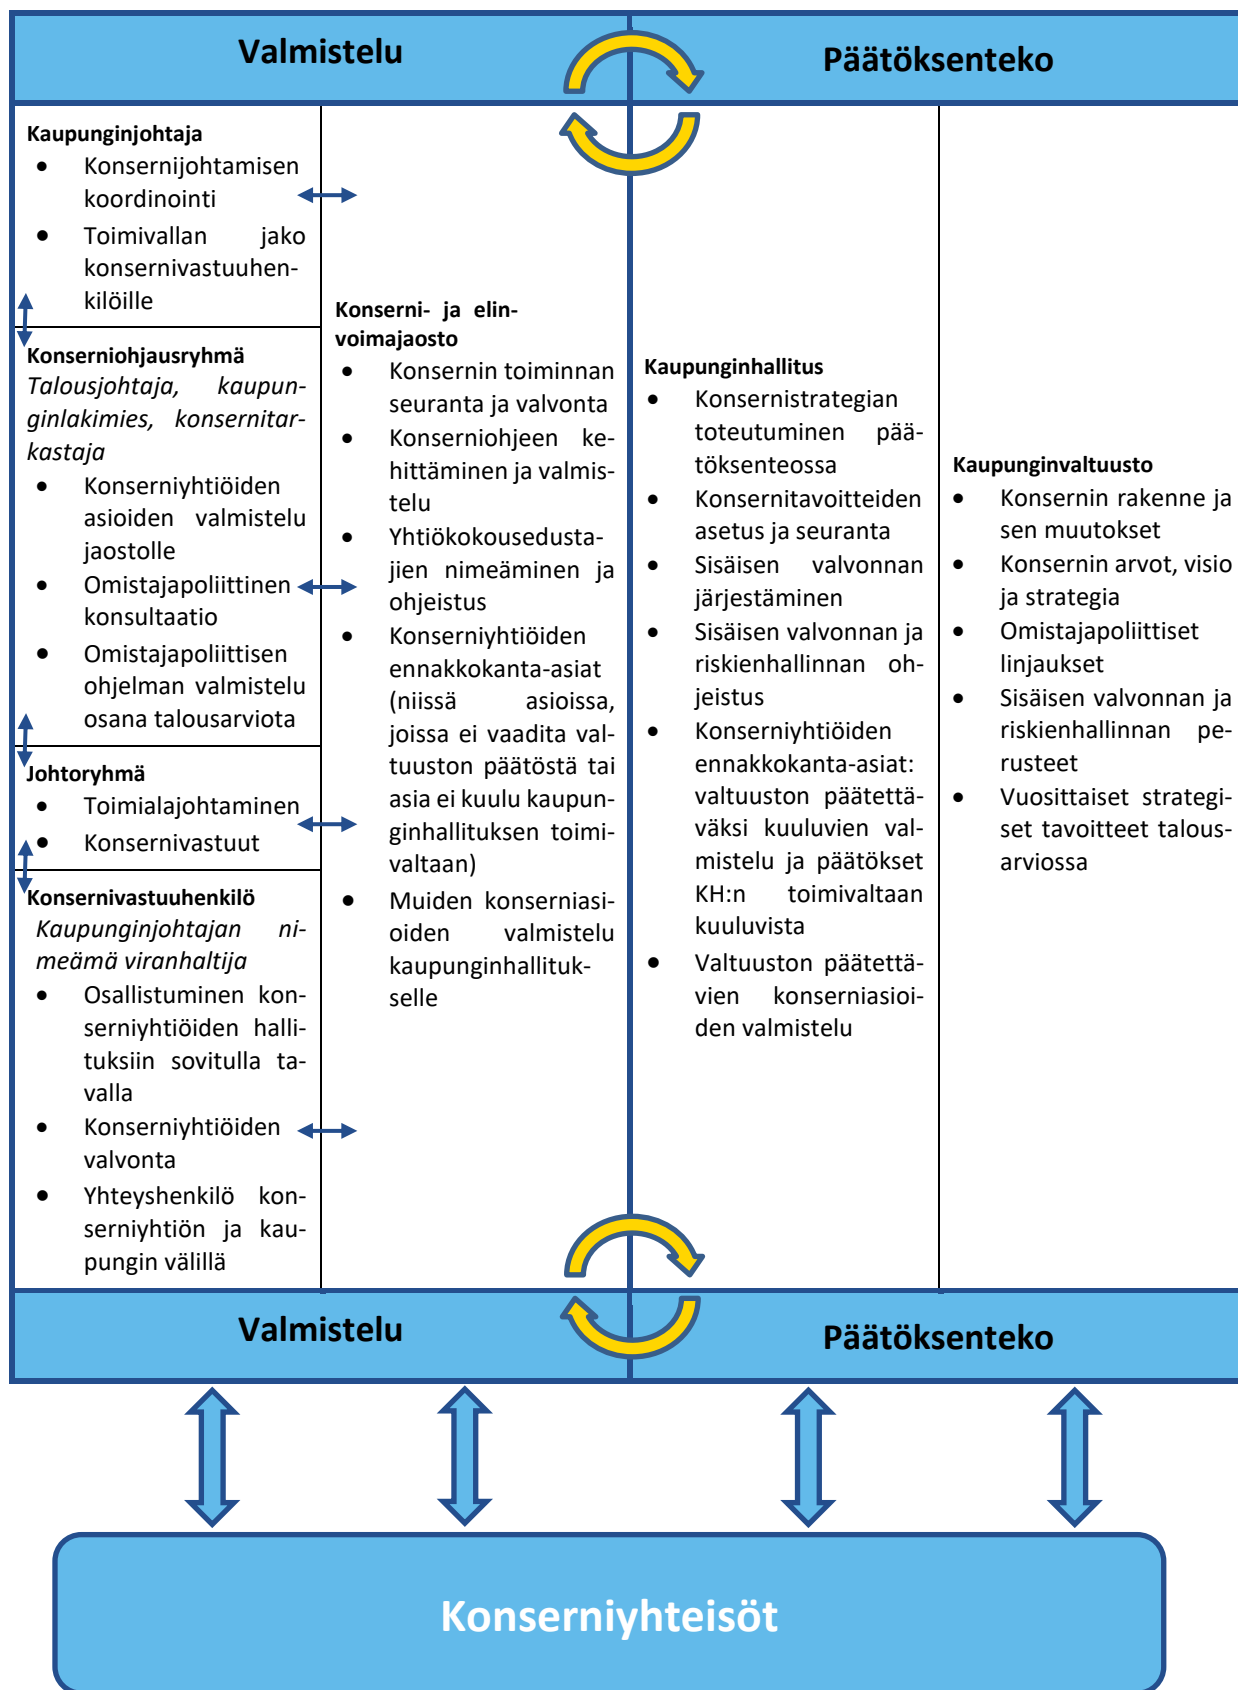 Valmistelu
Päätöksenteko
Kaupunginjohtaja
• Konsernijohtamisen
koordinointi
• Toimivallan jako
konsernivastuuhen-
kilöille
Konserniohjausryhmä
Talousjohtaja, kaupun-
ginlakimies, konsernitar-
kastaja
• Konserniyhtiöiden
asioiden valmistelu
jaostolle
• Omistajapoliittinen
konsultaatio
• Omistajapoliittisen
ohjelman valmistelu
osana talousarviota
Johtoryhmä
• Toimialajohtaminen
• Konsernivastuut
Konsernivastuuhenkilö
Kaupunginjohtajan ni-
meämä viranhaltija
• Osallistuminen kon-
serniyhtiöiden halli-
tuksiin sovitulla ta-
valla
• Konserniyhtiöiden
valvonta
• Yhteyshenkilö kon-
serniyhtiön ja kau-
pungin välillä
Konserni- ja elin-
voimajaosto
• Konsernin toiminnan
seuranta ja valvonta
• Konserniohjeen ke-
hittäminen ja valmis-
telu
• Yhtiökokousedusta-
jien nimeäminen ja
ohjeistus
• Konserniyhtiöiden
ennakkokanta-asiat
(niissä asioissa,
joissa ei vaadita val-
tuuston päätöstä tai
asia ei kuulu kaupun-
ginhallituksen toimi-
valtaan)
• Muiden konserniasi-
oiden valmistelu
kaupunginhallituk-
selle
Kaupunginhallitus
• Konsernistrategian
toteutuminen pää-
töksenteossa
• Konsernitavoitteiden
asetus ja seuranta
• Sisäisen valvonnan
järjestäminen
• Sisäisen valvonnan ja
riskienhallinnan oh-
jeistus
• Konserniyhtiöiden
ennakkokanta-asiat:
valtuuston päätettä-
väksi kuuluvien val-
mistelu ja päätökset
KH:n toimivaltaan
kuuluvista
• Valtuuston päätettä-
vien konserniasioi-
den valmistelu
Kaupunginvaltuusto
• Konsernin rakenne ja
sen muutokset
• Konsernin arvot, visio
ja strategia
• Omistajapoliittiset
linjaukset
• Sisäisen valvonnan ja
riskienhallinnan pe-
rusteet
• Vuosittaiset strategi-
set tavoitteet talous-
arviossa
Valmistelu
Päätöksenteko
Konserniyhteisöt